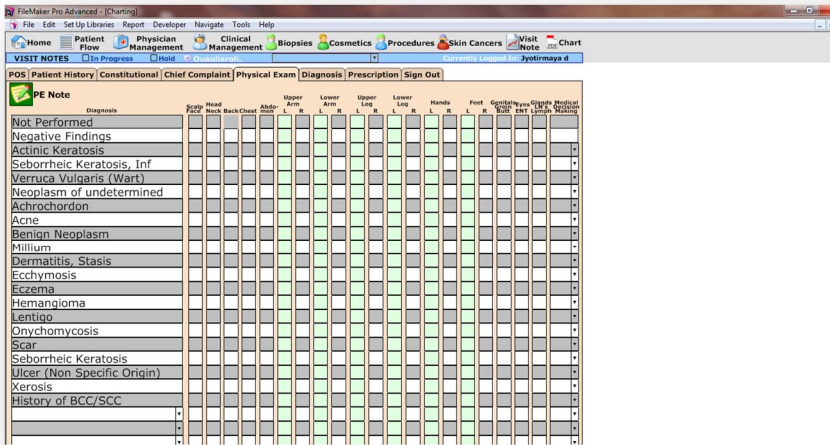 FileMaker Pro Advanced - [Charting]
File Edit Set Up Libraries Report Developer Navigate Tools Help
Home Patient Flow Physician Management Clinical Management Biopsies Cosmetics Procedures Skin Cancers Visit Note Chart
VISIT NOTES In Progress Hold Quagliaroli, Currently Logged In: Jyotirmaya d
POS Patient History Constitutional Chief Complaint Physical Exam Diagnosis Prescription Sign Out
PE Note
Diagnosis Scalp Face Head Neck Back Chest Abdo-men Upper Arm L R Lower Arm L R Upper Leg L R Lower Leg L R Hands L R Feet L R Genitals Groin Butt Eyes ENT Glands LN's Lymph Medical Decision Making
Not Performed
Negative Findings
Actinic Keratosis
Seborrheic Keratosis, Inf
Verruca Vulgaris (Wart)
Neoplasm of undetermined
Achrochordon
Acne
Benign Neoplasm
Millium
Dermatitis, Stasis
Ecchymosis
Eczema
Hemangioma
Lentigo
Onychomycosis
Scar
Seborrheic Keratosis
Ulcer (Non Specific Origin)
Xerosis
History of BCC/SCC